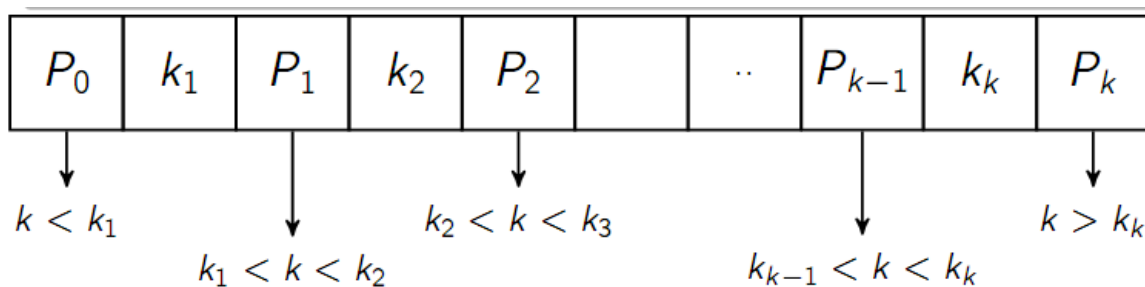 P₀ k₁ P₁ k₂ P₂ ·· Pₖ₋₁ kₖ Pₖ
k < k₁ k₂ < k < k₃ k > kₖ
k₁ < k < k₂ kₖ₋₁ < k < kₖ